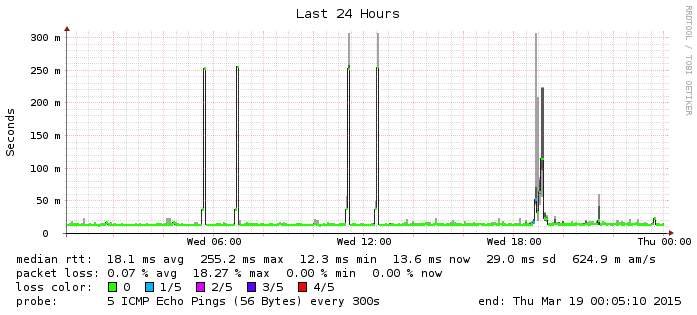 Last 24 Hours
RRDTOOL / TOBI OETIKER
Seconds
300 m
250 m
200 m
150 m
100 m
50 m
0
Wed 06:00 Wed 12:00 Wed 18:00 Thu 00:00
median rtt: 18.1 ms avg 255.2 ms max 12.3 ms min 13.6 ms now 29.0 ms sd 624.9 m am/s
packet loss: 0.07 % avg 18.27 % max 0.00 % min 0.00 % now
loss color: 0 1/5 2/5 3/5 4/5
probe: 5 ICMP Echo Pings (56 Bytes) every 300s end: Thu Mar 19 00:05:10 2015